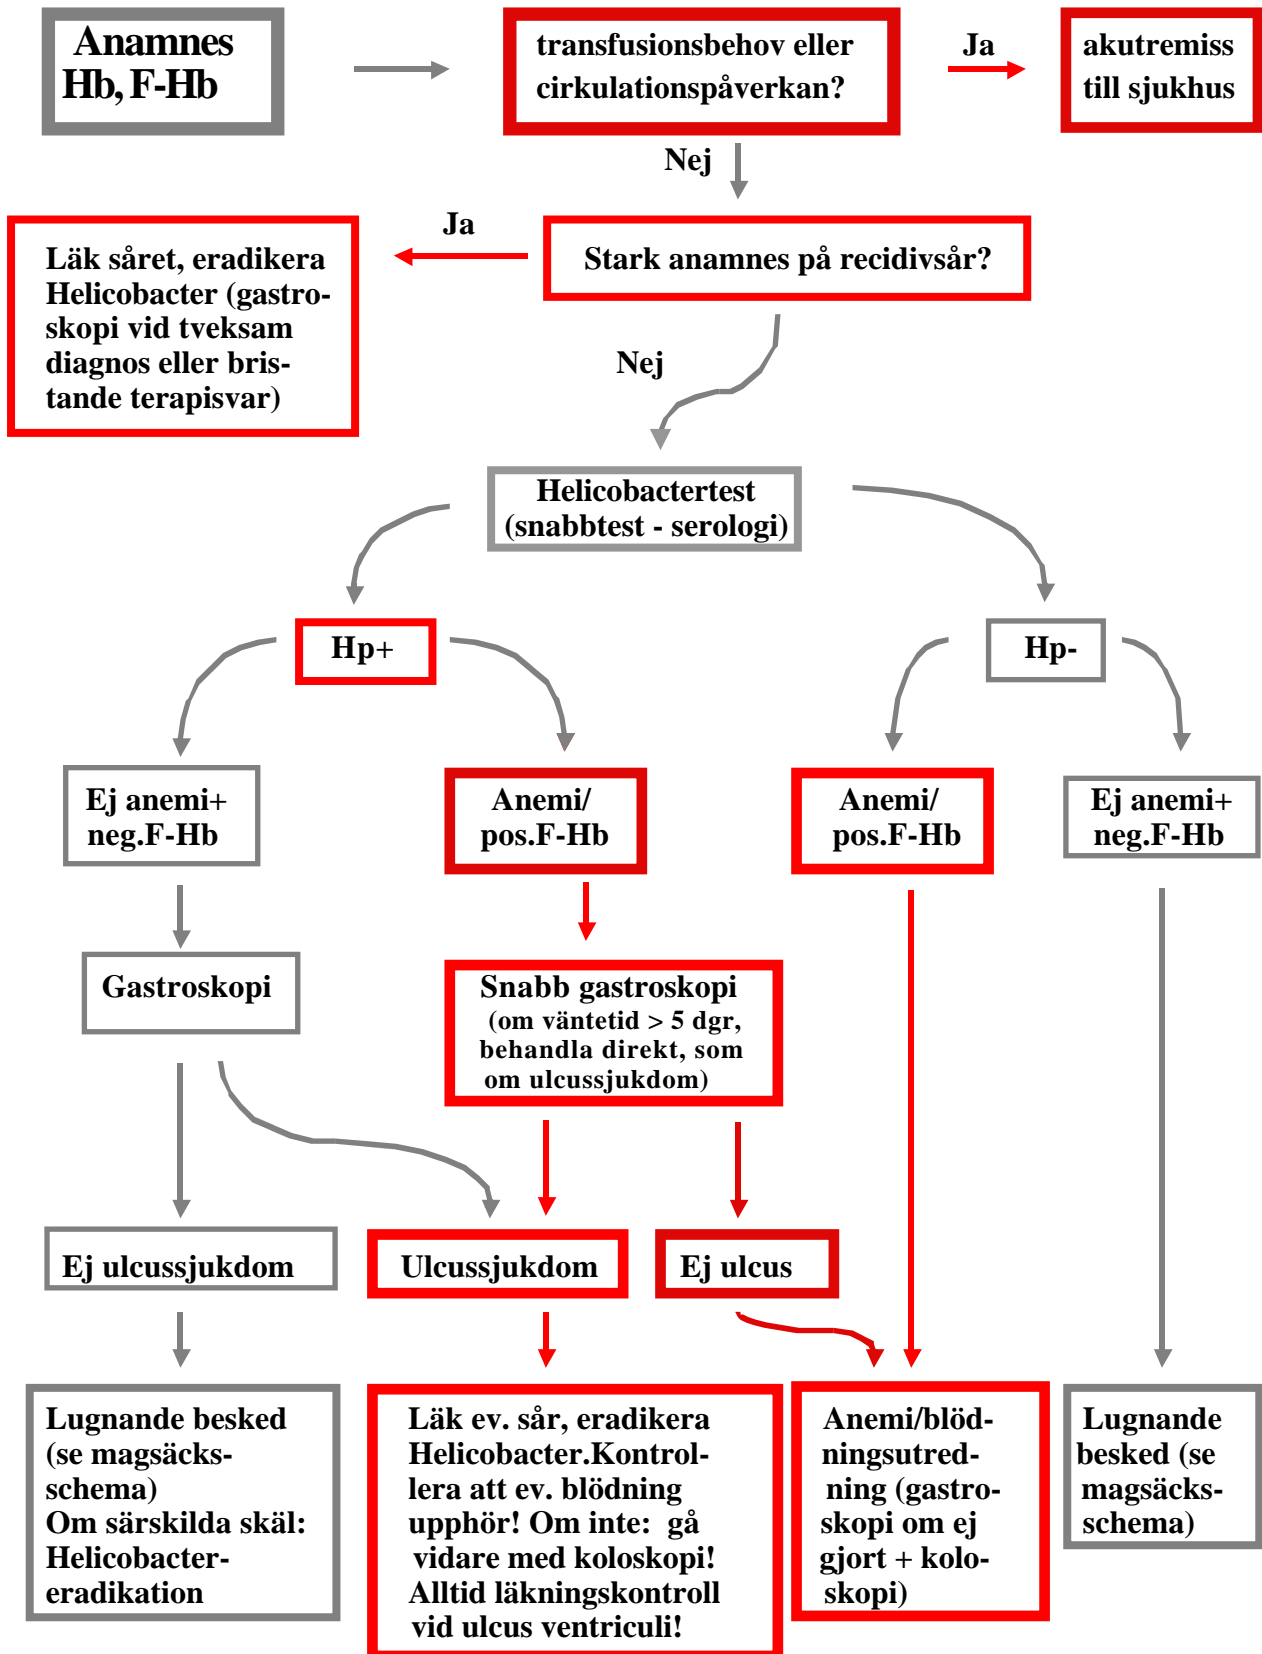 Anamnes
Hb, F-Hb
transfusionsbehov eller
cirkulationspåverkan?
Ja
akutremiss
till sjukhus
Nej
Ja
Läk såret, eradikera
Helicobacter (gastro-
skopi vid tveksam
diagnos eller bris-
tande terapisvar)
Stark anamnes på recidivsår?
Nej
Helicobactertest
(snabbtest - serologi)
Hp+
Hp-
Ej anemi+
neg.F-Hb
Anemi/
pos.F-Hb
Anemi/
pos.F-Hb
Ej anemi+
neg.F-Hb
Gastroskopi
Snabb gastroskopi
(om väntetid > 5 dgr,
behandla direkt, som
om ulcussjukdom)
Ej ulcussjukdom
Ulcussjukdom
Ej ulcus
Lugnande besked
(se magsäcks-
schema)
Om särskilda skäl:
Helicobacter-
eradikation
Läk ev. sår, eradikera
Helicobacter.Kontrol-
lera att ev. blödning
upphör! Om inte: gå
vidare med koloskopi!
Alltid läkningskontroll
vid ulcus ventriculi!
Anemi/blöd-
ningsutred-
ning (gastro-
skopi om ej
gjort + kolo-
skopi)
Lugnande
besked (se
magsäcks-
schema)